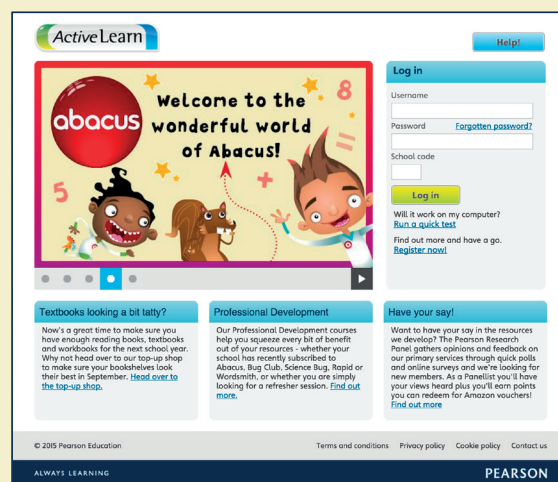 ActiveLearn
Help!
abacus
Welcome to the
wonderful world
of Abacus!
8
=
+
5
Log in
Username
Password Forgotten password?
School code
Log in
Will it work on my computer?
Run a quick test
Find out more and have a go.
Register now!
Textbooks looking a bit tatty?
Now's a great time to make sure you
have enough reading books, textbooks
and workbooks for the next school year.
Why not head over to our top-up shop
to make sure your bookshelves look
their best in September. Head over to
the top-up shop.
Professional Development
Our Professional Development courses
help you squeeze every bit of benefit
out of your resources - whether your
school has recently subscribed to
Abacus, Bug Club, Science Bug, Rapid or
Wordsmith, or whether you are simply
looking for a refresher session. Find out
more.
Have your say!
Want to have your say in the resources
we develop? The Pearson Research
Panel gathers opinions and feedback on
our primary services through quick polls
and online surveys and we're looking for
new members. As a Panellist you'll have
your views heard plus you'll earn points
you can redeem for Amazon vouchers!
Find out more
© 2015 Pearson Education Terms and conditions Privacy policy Cookie policy Contact us
ALWAYS LEARNING PEARSON